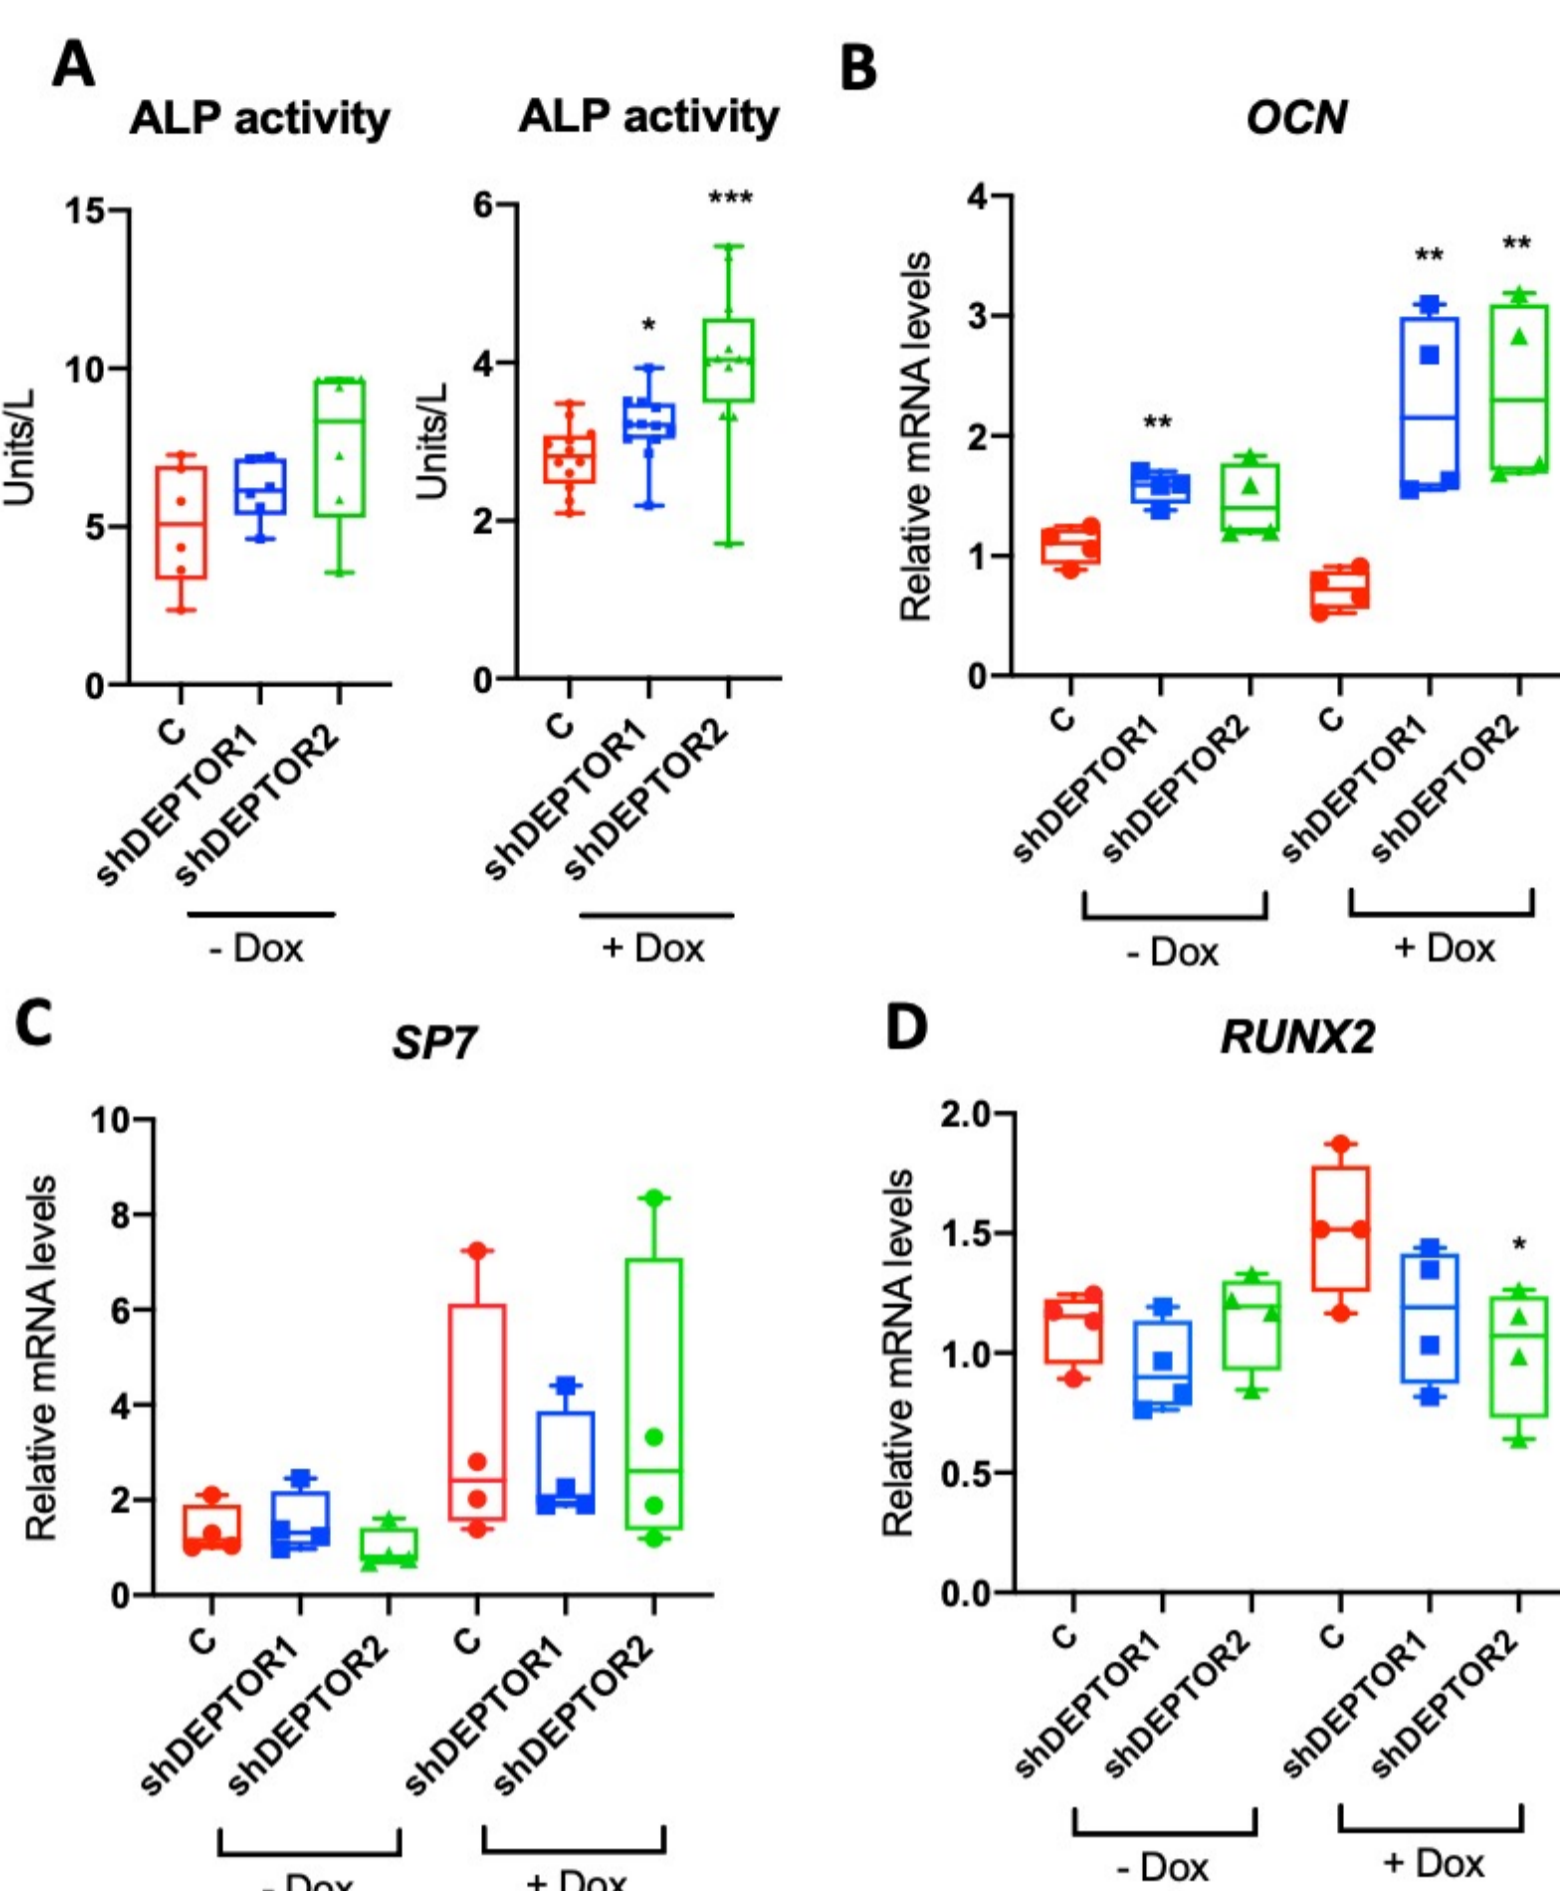 A
ALP activity
ALP activity
Units/L
15
10
5
0
C
shDEPTOR1
shDEPTOR2
- Dox
Units/L
6
4
2
0
*
***
C
shDEPTOR1
shDEPTOR2
+ Dox
B
OCN
Relative mRNA levels
4
3
2
1
0
**
**
**
C
shDEPTOR1
shDEPTOR2
C
shDEPTOR1
shDEPTOR2
- Dox
+ Dox
C
SP7
Relative mRNA levels
10
8
6
4
2
0
C
shDEPTOR1
shDEPTOR2
C
shDEPTOR1
shDEPTOR2
- Dox
+ Dox
D
RUNX2
Relative mRNA levels
2.0
1.5
1.0
0.5
0.0
*
C
shDEPTOR1
shDEPTOR2
C
shDEPTOR1
shDEPTOR2
- Dox
+ Dox